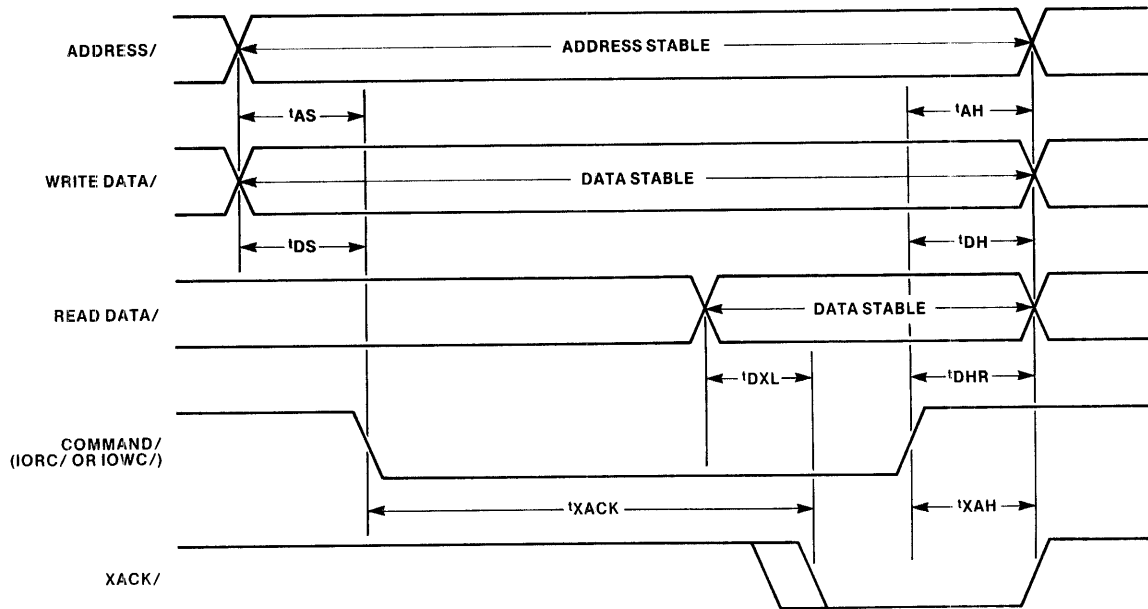 ADDRESS/
ADDRESS STABLE
tAS
tAH
WRITE DATA/
DATA STABLE
tDS
tDH
READ DATA/
DATA STABLE
tDXL
tDHR
COMMAND/
(IORC/ OR IOWC/)
tXACK
tXAH
XACK/